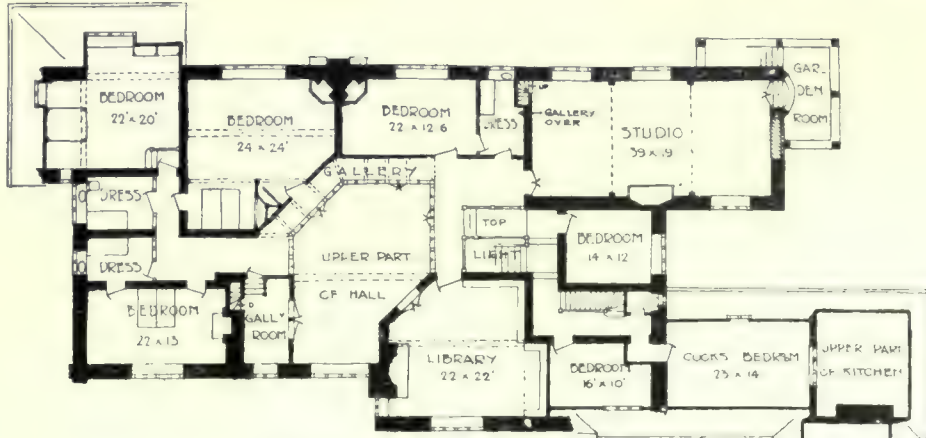 BEDROOM
22' x 20'
BEDROOM
24 x 24'
BEDROOM
22 x 12·6
DRESS
GALLERY
OVER
UP
STUDIO
39 x 19
GAR-
DEN
ROOM
GALLERY
DRESS
DRESS
TOP
LIGHT
BEDROOM
14 x 12
UPPER PART
OF HALL
BEDROOM
22 x 13
GALLY
ROOM
LIBRARY
22 x 22'
BEDROOM
16' x 10'
COOKS BEDRSM
23 x 14
UPPER PART
OF KITCHEN